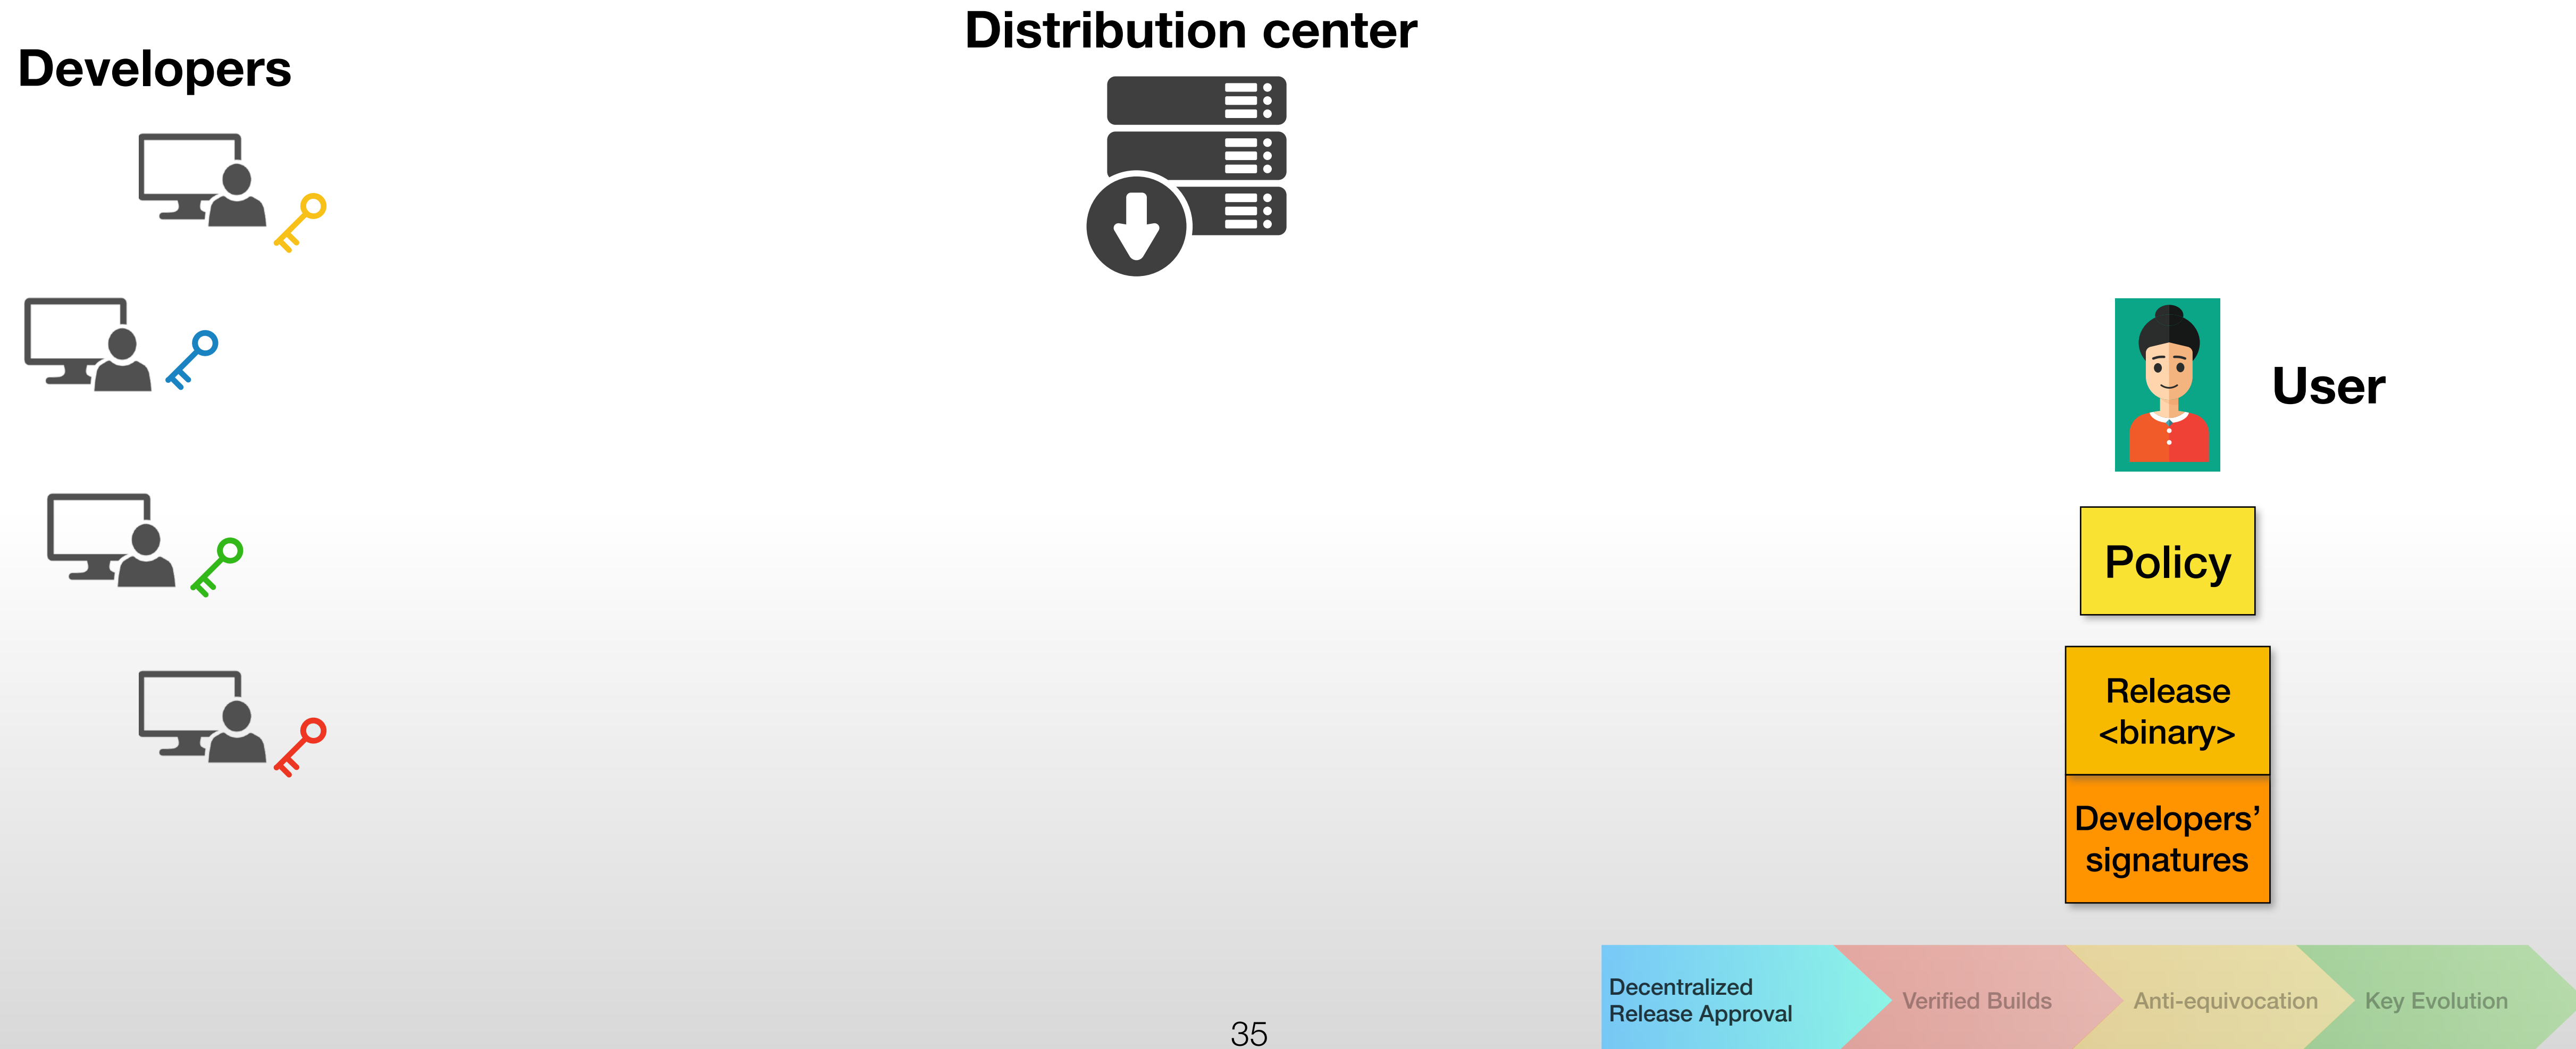 Distribution center
Developers
User
Policy
Release
<binary>
Developers’
signatures
Decentralized
Release Approval
Verified Builds
Anti-equivocation
Key Evolution
35